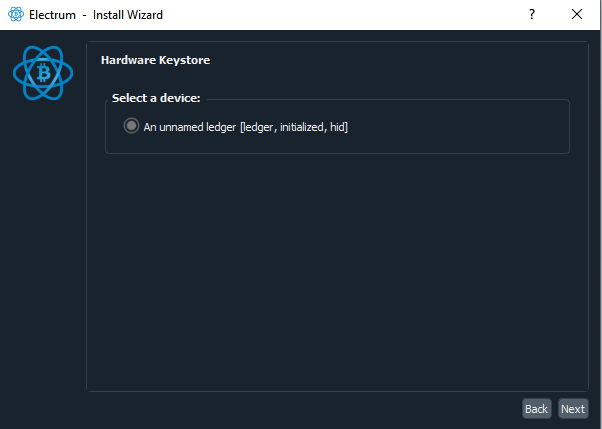 Electrum - Install Wizard
Hardware Keystore
Select a device:
An unnamed ledger [ledger, initialized, hid]
Back Next